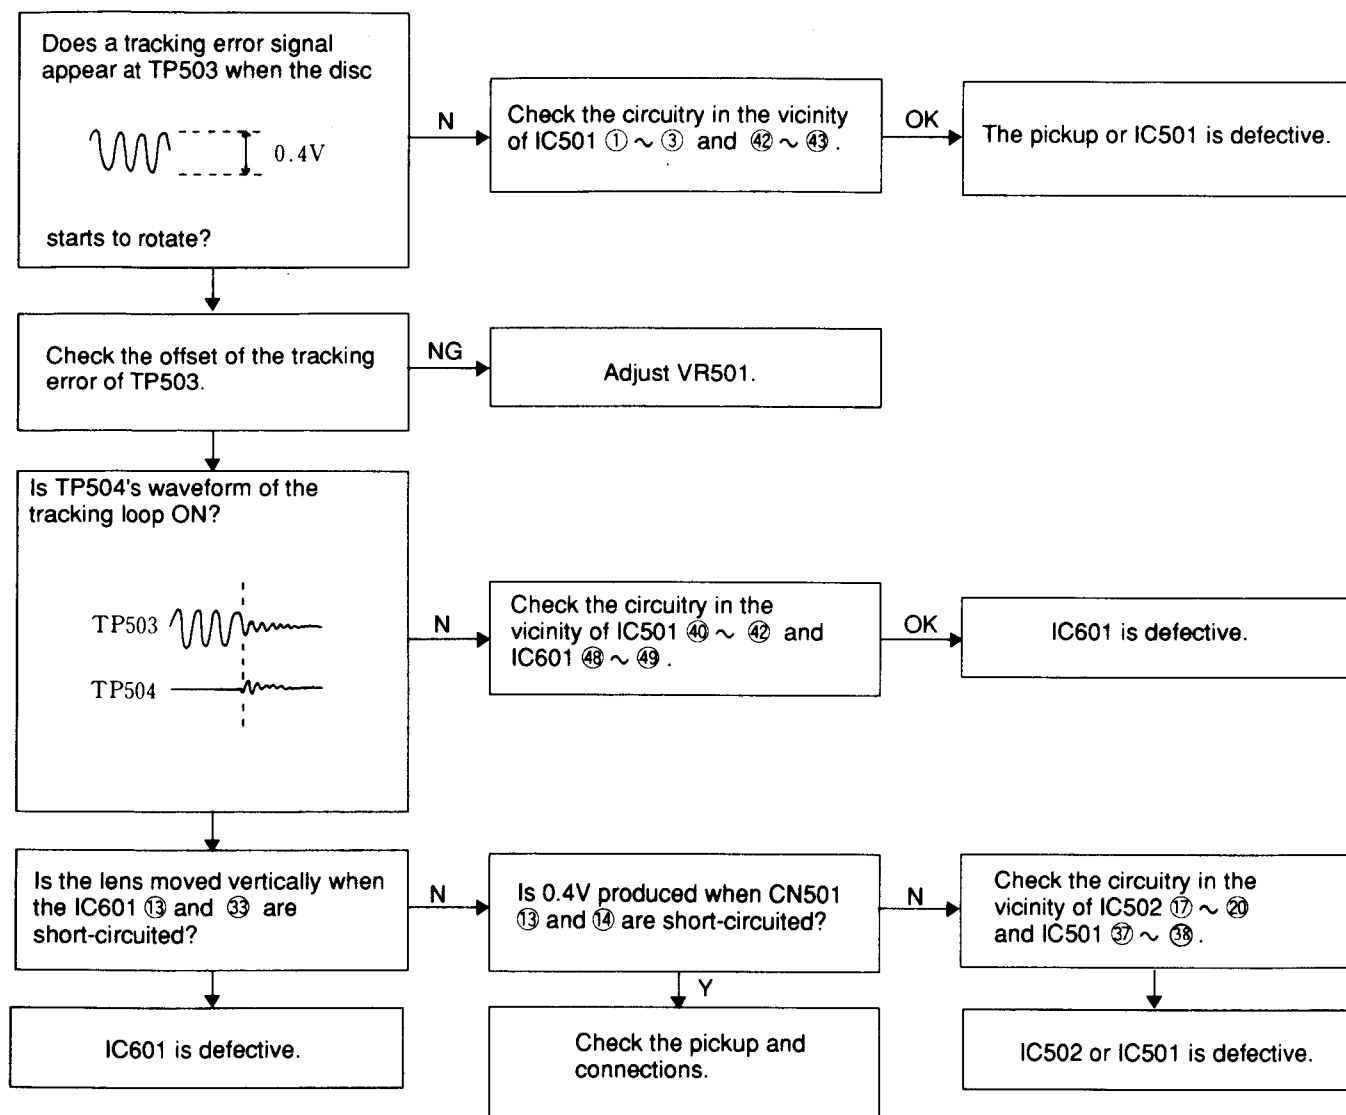 Does a tracking error signal
appear at TP503 when the disc
0.4V
starts to rotate?
N
Check the circuitry in the vicinity
of IC501 ① ~ ③ and ㊷ ~ ㊸.
OK
The pickup or IC501 is defective.
Check the offset of the tracking
error of TP503.
NG
Adjust VR501.
Is TP504's waveform of the
tracking loop ON?
TP503
TP504
N
Check the circuitry in the
vicinity of IC501 ㊵ ~ ㊷ and
IC601 ㊽ ~ ㊾.
OK
IC601 is defective.
Is the lens moved vertically when
the IC601 ⑬ and ㉝ are
short-circuited?
N
Is 0.4V produced when CN501
⑬ and ⑭ are short-circuited?
N
Check the circuitry in the
vicinity of IC502 ⑰ ~ ⑳
and IC501 ㊲ ~ ㊳.
Y
IC601 is defective.
Check the pickup and
connections.
IC502 or IC501 is defective.